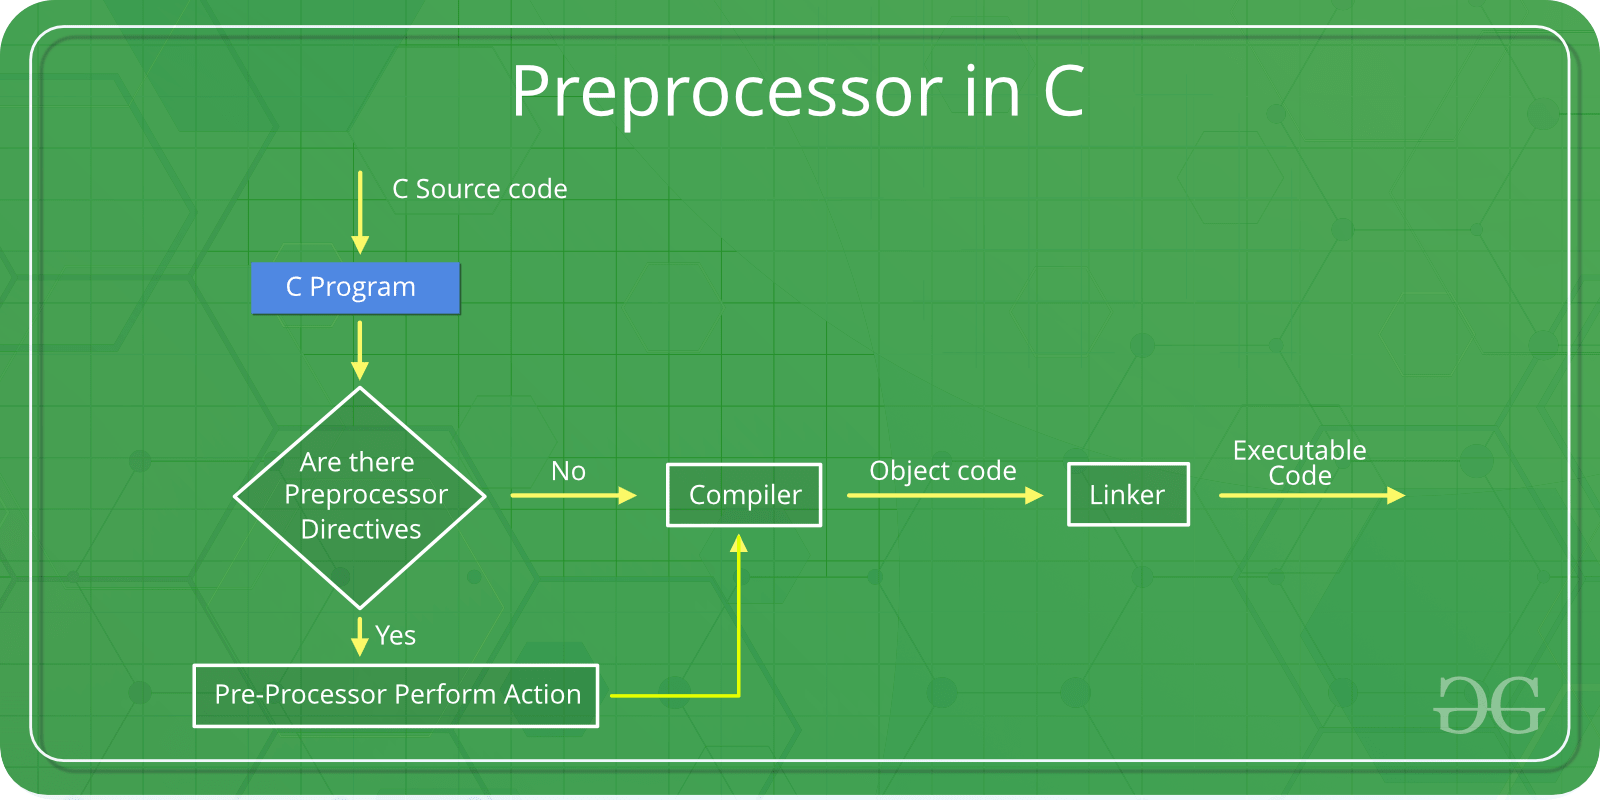 Preprocessor in C
C Source code
C Program
Are there
Preprocessor
Directives
No
Compiler
Object code
Linker
Executable
Code
Yes
Pre-Processor Perform Action
GG